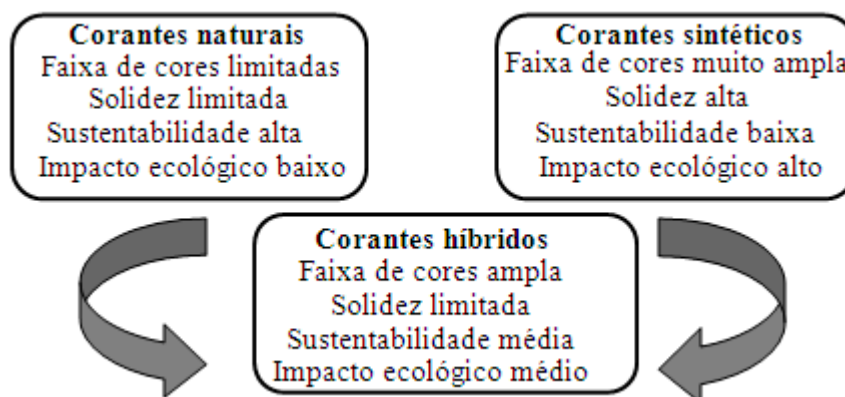 Corantes naturais
Faixa de cores limitadas
Solidez limitada
Sustentabilidade alta
Impacto ecológico baixo
Corantes sintéticos
Faixa de cores muito ampla
Solidez alta
Sustentabilidade baixa
Impacto ecológico alto
Corantes híbridos
Faixa de cores ampla
Solidez limitada
Sustentabilidade média
Impacto ecológico médio